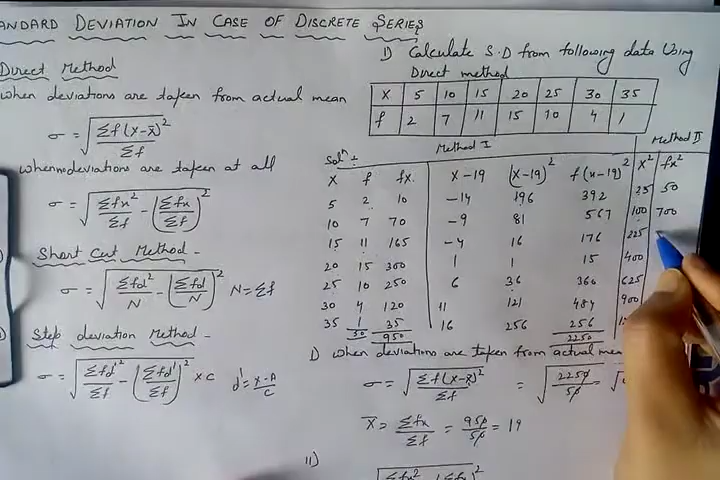 ANDARD DEVIATION IN CASE OF DISCRETE SERIES
Direct Method
when deviations are taken from actual mean
σ = √(Σf(x-x̄)² / Σf)
when no deviations are taken at all
σ = √(Σfx² / Σf - (Σfx / Σf)²)
Short Cut Method -
σ = √(Σfd² / N - (Σfd / N)²) N = Σf
Step deviation Method -
σ = √(Σfd'² / Σf - (Σfd' / Σf)²) × c d' = x-A / c
1) Calculate S.D from following data Using
Direct method
X 5 10 15 20 25 30 35
f 2 7 11 15 10 4 1
Soln :-
Method I
Method II
X f fx X-19 (X-19)² f(x-19)² X² fx²
5 2 10 -14 196 392 25 50
10 7 70 -9 81 567 100 700
15 11 165 -4 16 176 225
20 15 300 1 1 15 400
25 10 250 6 36 360 625
30 4 120 11 121 484 900
35 1 35 16 256 256
50 950 2250
1) when deviations are taken from actual mea
σ = √(Σf(x-x̄)² / Σf) = √(2250 / 50) = √
X̄ = Σfx / Σf = 950 / 50 = 19
11)
√(Σfx² (Σfx)²